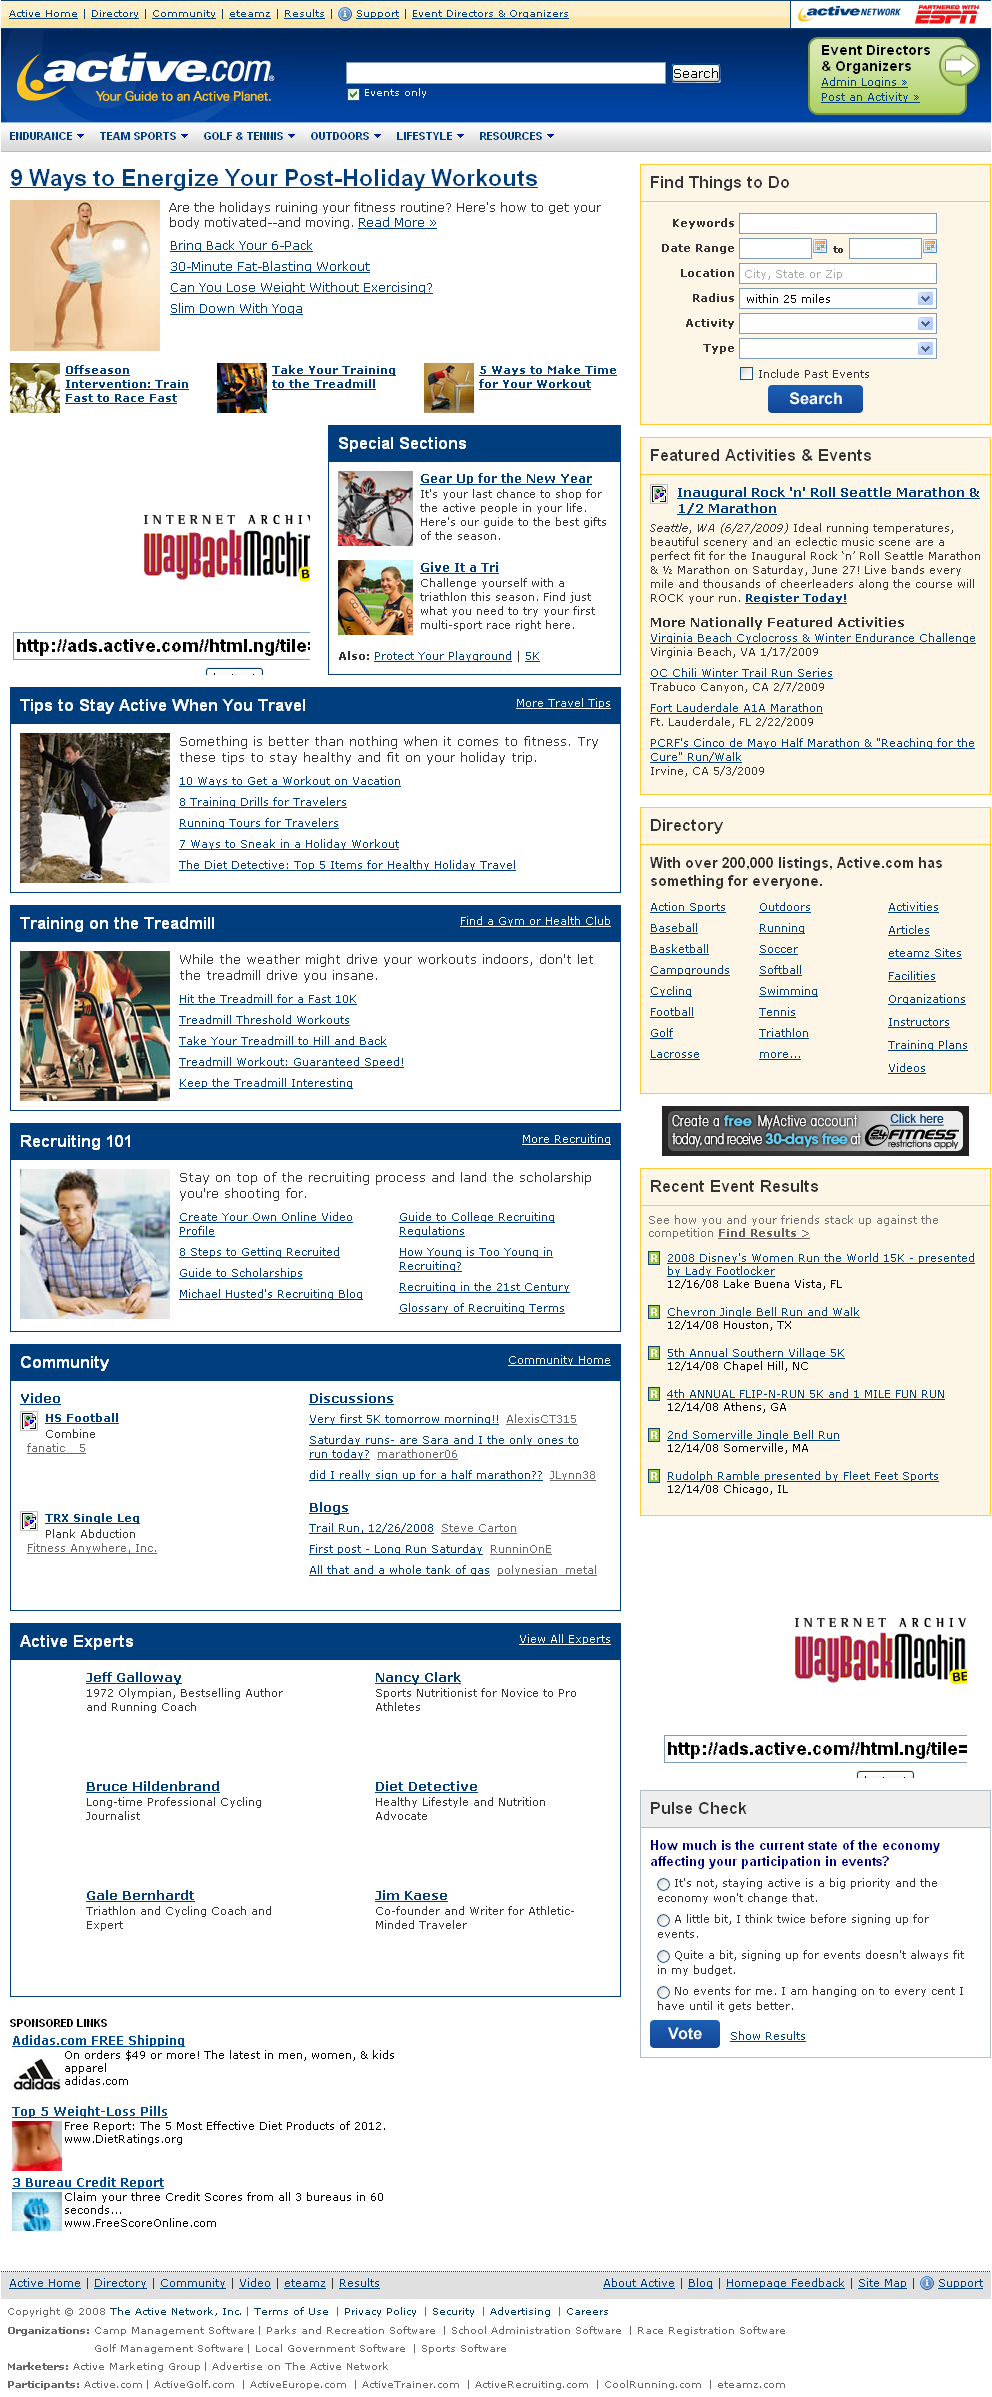 Active Home | Directory | Community | eteamz | Results | Support | Event Directors & Organizers
active NETWORK PARTNERED WITH ESPN
active.com
Your Guide to an Active Planet.
Search
Events only
Event Directors
& Organizers
Admin Logins »
Post an Activity »
ENDURANCE TEAM SPORTS GOLF & TENNIS OUTDOORS LIFESTYLE RESOURCES
9 Ways to Energize Your Post-Holiday Workouts
Are the holidays ruining your fitness routine? Here's how to get your
body motivated--and moving. Read More »
Bring Back Your 6-Pack
30-Minute Fat-Blasting Workout
Can You Lose Weight Without Exercising?
Slim Down With Yoga
Offseason
Intervention: Train
Fast to Race Fast
Take Your Training
to the Treadmill
5 Ways to Make Time
for Your Workout
INTERNET ARCHIV
WayBackMachin
B
http://ads.active.com//html.ng/tile=
Special Sections
Gear Up for the New Year
It's your last chance to shop for
the active people in your life.
Here's our guide to the best gifts
of the season.
Give It a Tri
Challenge yourself with a
triathlon this season. Find just
what you need to try your first
multi-sport race right here.
Also: Protect Your Playground | 5K
Tips to Stay Active When You Travel
More Travel Tips
Something is better than nothing when it comes to fitness. Try
these tips to stay healthy and fit on your holiday trip.
10 Ways to Get a Workout on Vacation
8 Training Drills for Travelers
Running Tours for Travelers
7 Ways to Sneak in a Holiday Workout
The Diet Detective: Top 5 Items for Healthy Holiday Travel
Training on the Treadmill
Find a Gym or Health Club
While the weather might drive your workouts indoors, don't let
the treadmill drive you insane.
Hit the Treadmill for a Fast 10K
Treadmill Threshold Workouts
Take Your Treadmill to Hill and Back
Treadmill Workout: Guaranteed Speed!
Keep the Treadmill Interesting
Recruiting 101
More Recruiting
Stay on top of the recruiting process and land the scholarship
you're shooting for.
Create Your Own Online Video
Profile
8 Steps to Getting Recruited
Guide to Scholarships
Michael Husted's Recruiting Blog
Guide to College Recruiting
Regulations
How Young is Too Young in
Recruiting?
Recruiting in the 21st Century
Glossary of Recruiting Terms
Community
Community Home
Video
HS Football
Combine
fanatic__5
TRX Single Leg
Plank Abduction
Fitness Anywhere, Inc.
Discussions
Very first 5K tomorrow morning!! AlexisCT315
Saturday runs- are Sara and I the only ones to
run today? marathoner06
did I really sign up for a half marathon?? JLynn38
Blogs
Trail Run, 12/26/2008 Steve Carton
First post - Long Run Saturday RunninOnE
All that and a whole tank of gas polynesian_metal
Active Experts
View All Experts
Jeff Galloway
1972 Olympian, Bestselling Author
and Running Coach
Nancy Clark
Sports Nutritionist for Novice to Pro
Athletes
Bruce Hildenbrand
Long-time Professional Cycling
Journalist
Diet Detective
Healthy Lifestyle and Nutrition
Advocate
Gale Bernhardt
Triathlon and Cycling Coach and
Expert
Jim Kaese
Co-founder and Writer for Athletic-
Minded Traveler
SPONSORED LINKS
Adidas.com FREE Shipping
adidas
On orders $49 or more! The latest in men, women, & kids
apparel
adidas.com
Top 5 Weight-Loss Pills
Free Report: The 5 Most Effective Diet Products of 2012.
www.DietRatings.org
3 Bureau Credit Report
Claim your three Credit Scores from all 3 bureaus in 60
seconds...
www.FreeScoreOnline.com
Find Things to Do
Keywords
Date Range to
Location City, State or Zip
Radius within 25 miles
Activity
Type
Include Past Events
Search
Featured Activities & Events
Inaugural Rock 'n' Roll Seattle Marathon &
1/2 Marathon
Seattle, WA (6/27/2009) Ideal running temperatures,
beautiful scenery and an eclectic music scene are a
perfect fit for the Inaugural Rock ‘n’ Roll Seattle Marathon
& ½ Marathon on Saturday, June 27! Live bands every
mile and thousands of cheerleaders along the course will
ROCK your run. Register Today!
More Nationally Featured Activities
Virginia Beach Cyclocross & Winter Endurance Challenge
Virginia Beach, VA 1/17/2009
OC Chili Winter Trail Run Series
Trabuco Canyon, CA 2/7/2009
Fort Lauderdale A1A Marathon
Ft. Lauderdale, FL 2/22/2009
PCRF's Cinco de Mayo Half Marathon & "Reaching for the
Cure" Run/Walk
Irvine, CA 5/3/2009
Directory
With over 200,000 listings, Active.com has
something for everyone.
Action Sports
Baseball
Basketball
Campgrounds
Cycling
Football
Golf
Lacrosse
Outdoors
Running
Soccer
Softball
Swimming
Tennis
Triathlon
more...
Activities
Articles
eteamz Sites
Facilities
Organizations
Instructors
Training Plans
Videos
Create a free MyActive account
today, and receive 30-days free at
Click here
24 FITNESS
restrictions apply
Recent Event Results
See how you and your friends stack up against the
competition Find Results >
R 2008 Disney's Women Run the World 15K - presented
by Lady Footlocker
12/16/08 Lake Buena Vista, FL
R Chevron Jingle Bell Run and Walk
12/14/08 Houston, TX
R 5th Annual Southern Village 5K
12/14/08 Chapel Hill, NC
R 4th ANNUAL FLIP-N-RUN 5K and 1 MILE FUN RUN
12/14/08 Athens, GA
R 2nd Somerville Jingle Bell Run
12/14/08 Somerville, MA
R Rudolph Ramble presented by Fleet Feet Sports
12/14/08 Chicago, IL
INTERNET ARCHIV
WayBackMachin
BE
http://ads.active.com//html.ng/tile=
Pulse Check
How much is the current state of the economy
affecting your participation in events?
It's not, staying active is a big priority and the
economy won't change that.
A little bit, I think twice before signing up for
events.
Quite a bit, signing up for events doesn't always fit
in my budget.
No events for me. I am hanging on to every cent I
have until it gets better.
Vote Show Results
Active Home | Directory | Community | Video | eteamz | Results
About Active | Blog | Homepage Feedback | Site Map | Support
Copyright © 2008 The Active Network, Inc. | Terms of Use | Privacy Policy | Security | Advertising | Careers
Organizations: Camp Management Software | Parks and Recreation Software | School Administration Software | Race Registration Software
Golf Management Software | Local Government Software | Sports Software
Marketers: Active Marketing Group | Advertise on The Active Network
Participants: Active.com | ActiveGolf.com | ActiveEurope.com | ActiveTrainer.com | ActiveRecruiting.com | CoolRunning.com | eteamz.com